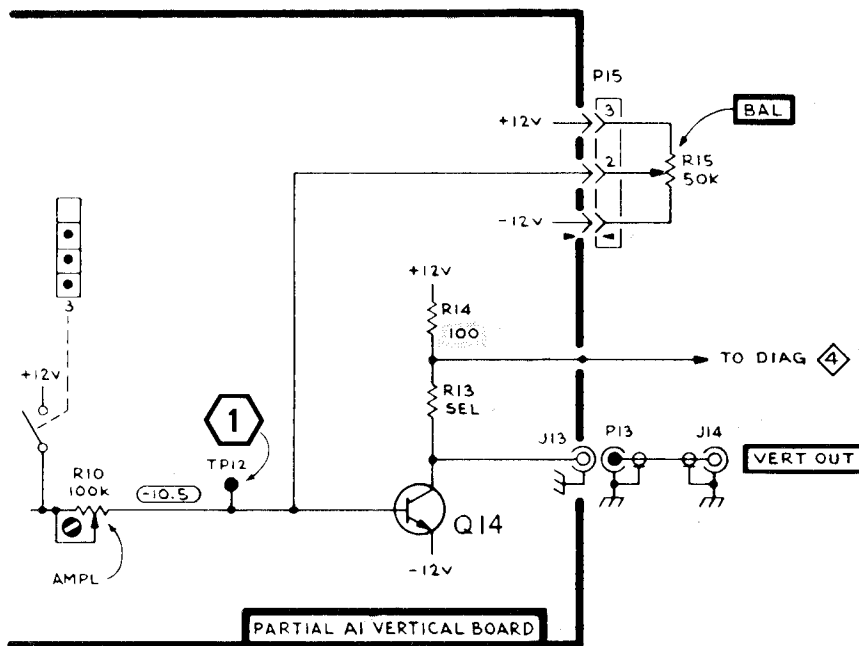 P15
3
+12V
BAL
2
R15
50K
-12V
3
+12V
R14
100
TO DIAG 4
+12V
R13
SEL
1
J13
P13
J14
VERT OUT
TP12
R10
100K
-10.5
Q14
AMPL
-12V
PARTIAL A1 VERTICAL BOARD